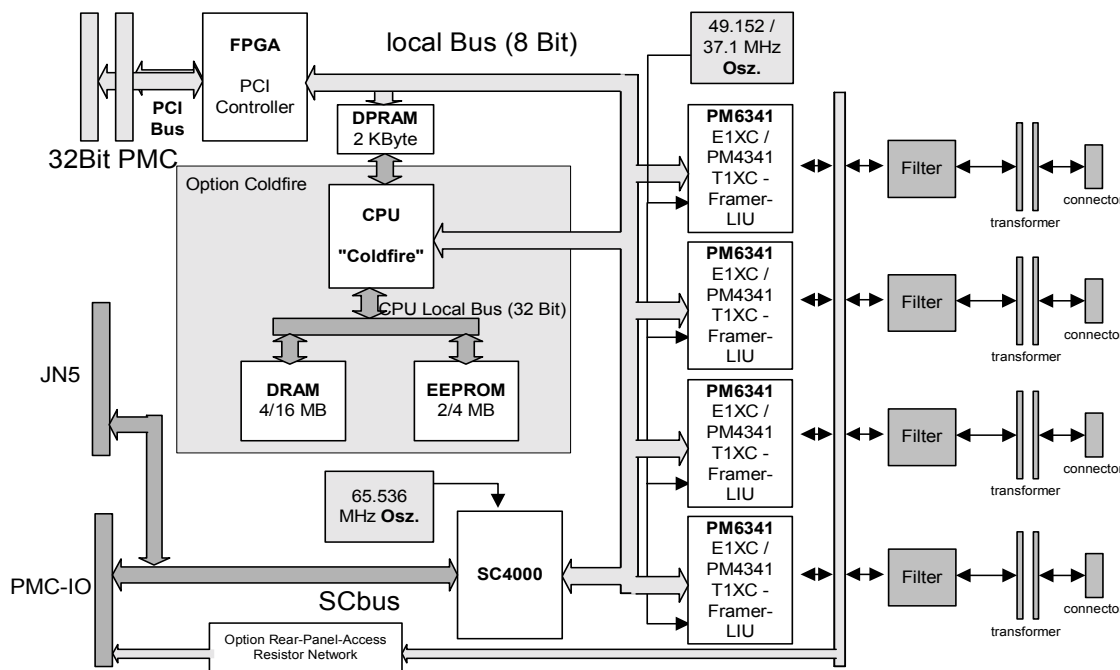 FPGA
PCI
Controller
local Bus (8 Bit)
49.152 /
37.1 MHz
Osz.
PCI
Bus
32Bit PMC
DPRAM
2 KByte
Option Coldfire
CPU
"Coldfire"
CPU Local Bus (32 Bit)
DRAM
4/16 MB
EEPROM
2/4 MB
JN5
PMC-IO
65.536
MHz Osz.
SC4000
SCbus
Option Rear-Panel-Access
Resistor Network
PM6341
E1XC /
PM4341
T1XC -
Framer-
LIU
Filter
transformer
connector
PM6341
E1XC /
PM4341
T1XC -
Framer-
LIU
Filter
transformer
connector
PM6341
E1XC /
PM4341
T1XC -
Framer-
LIU
Filter
transformer
connector
PM6341
E1XC /
PM4341
T1XC -
Framer-
LIU
Filter
transformer
connector